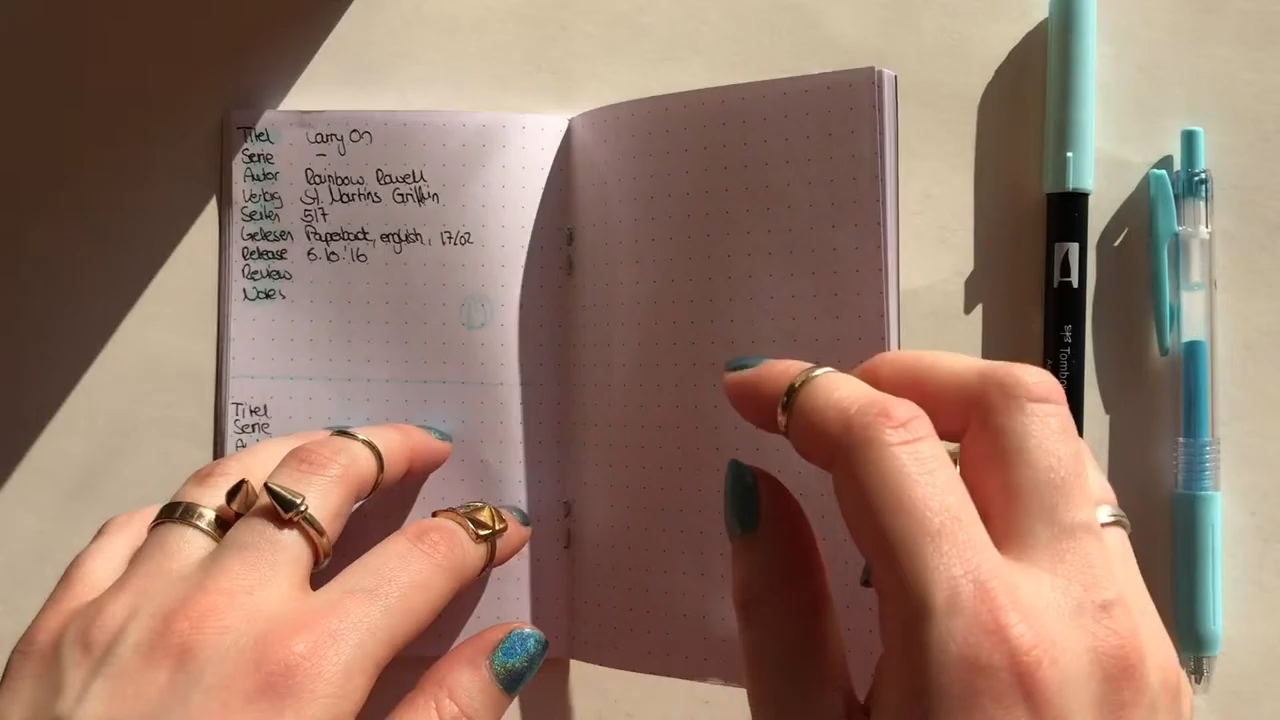 Titel Carry On
Serie -
Autor Rainbow Rowell
Verlag St. Martins Griffin
Seiten 517
Gelesen Paperback, english, 17/02
Release 6.10.'16
Review
Notes
Titel
Serie
Tombo